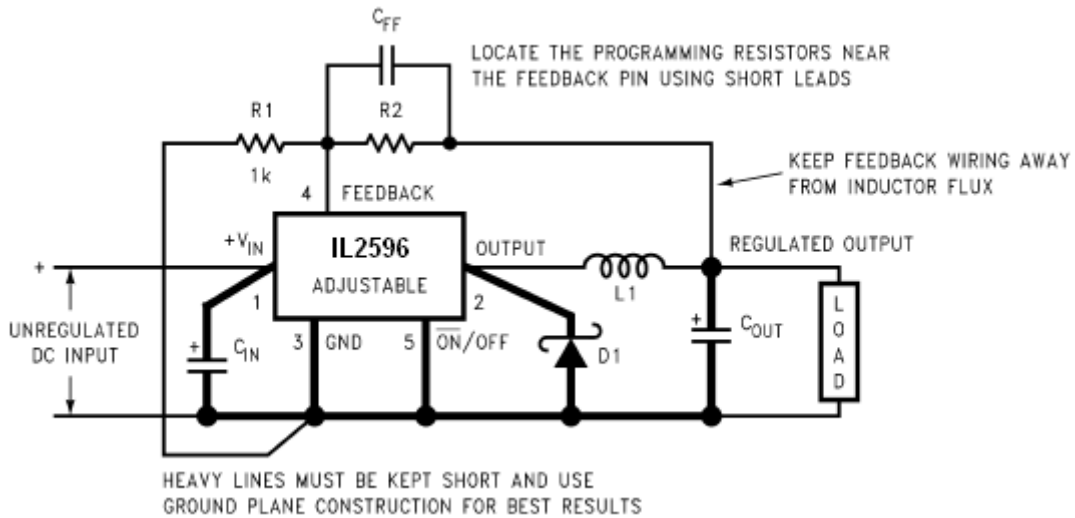 CFF
LOCATE THE PROGRAMMING RESISTORS NEAR
THE FEEDBACK PIN USING SHORT LEADS
R1
R2
1k
KEEP FEEDBACK WIRING AWAY
FROM INDUCTOR FLUX
4 FEEDBACK
+VIN
IL2596
ADJUSTABLE
OUTPUT
REGULATED OUTPUT
+
1
2
L1
UNREGULATED
DC INPUT
+ CIN
3 GND
5 O̅N̅/OFF
D1
+ COUT
LOAD
HEAVY LINES MUST BE KEPT SHORT AND USE
GROUND PLANE CONSTRUCTION FOR BEST RESULTS